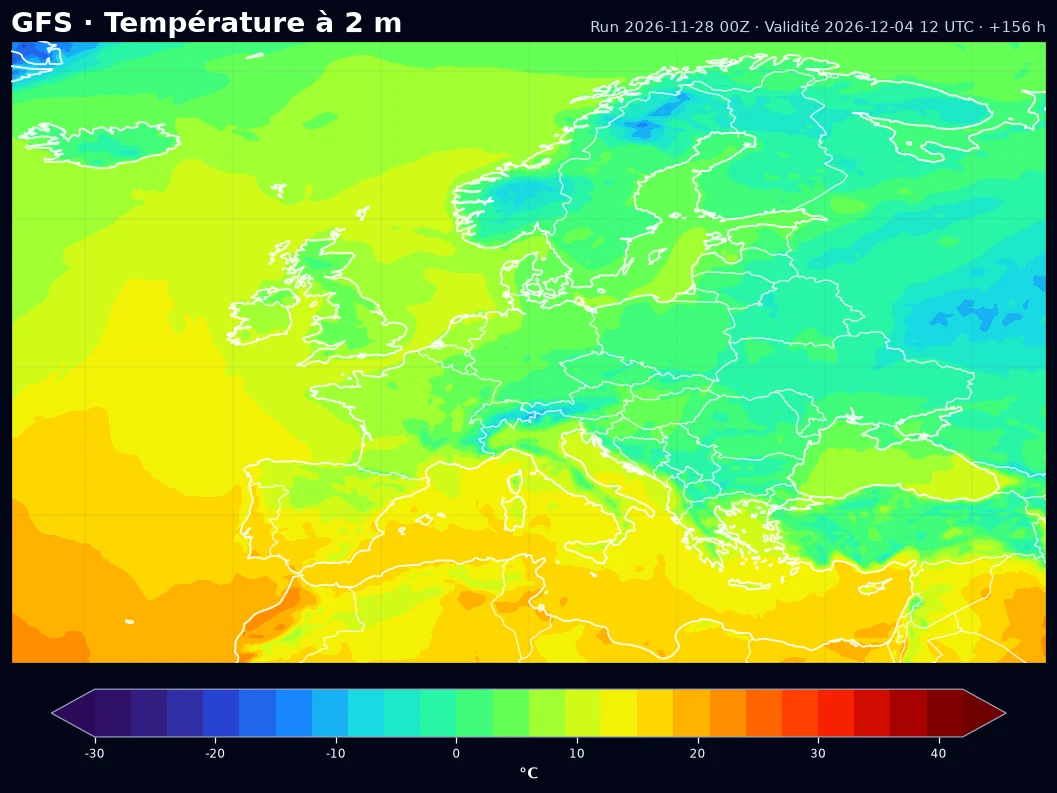 GFS · Température à 2 m
Run 2026-11-28 00Z · Validité 2026-12-04 12 UTC · +156 h
-30 -20 -10 0 10 20 30 40
°C